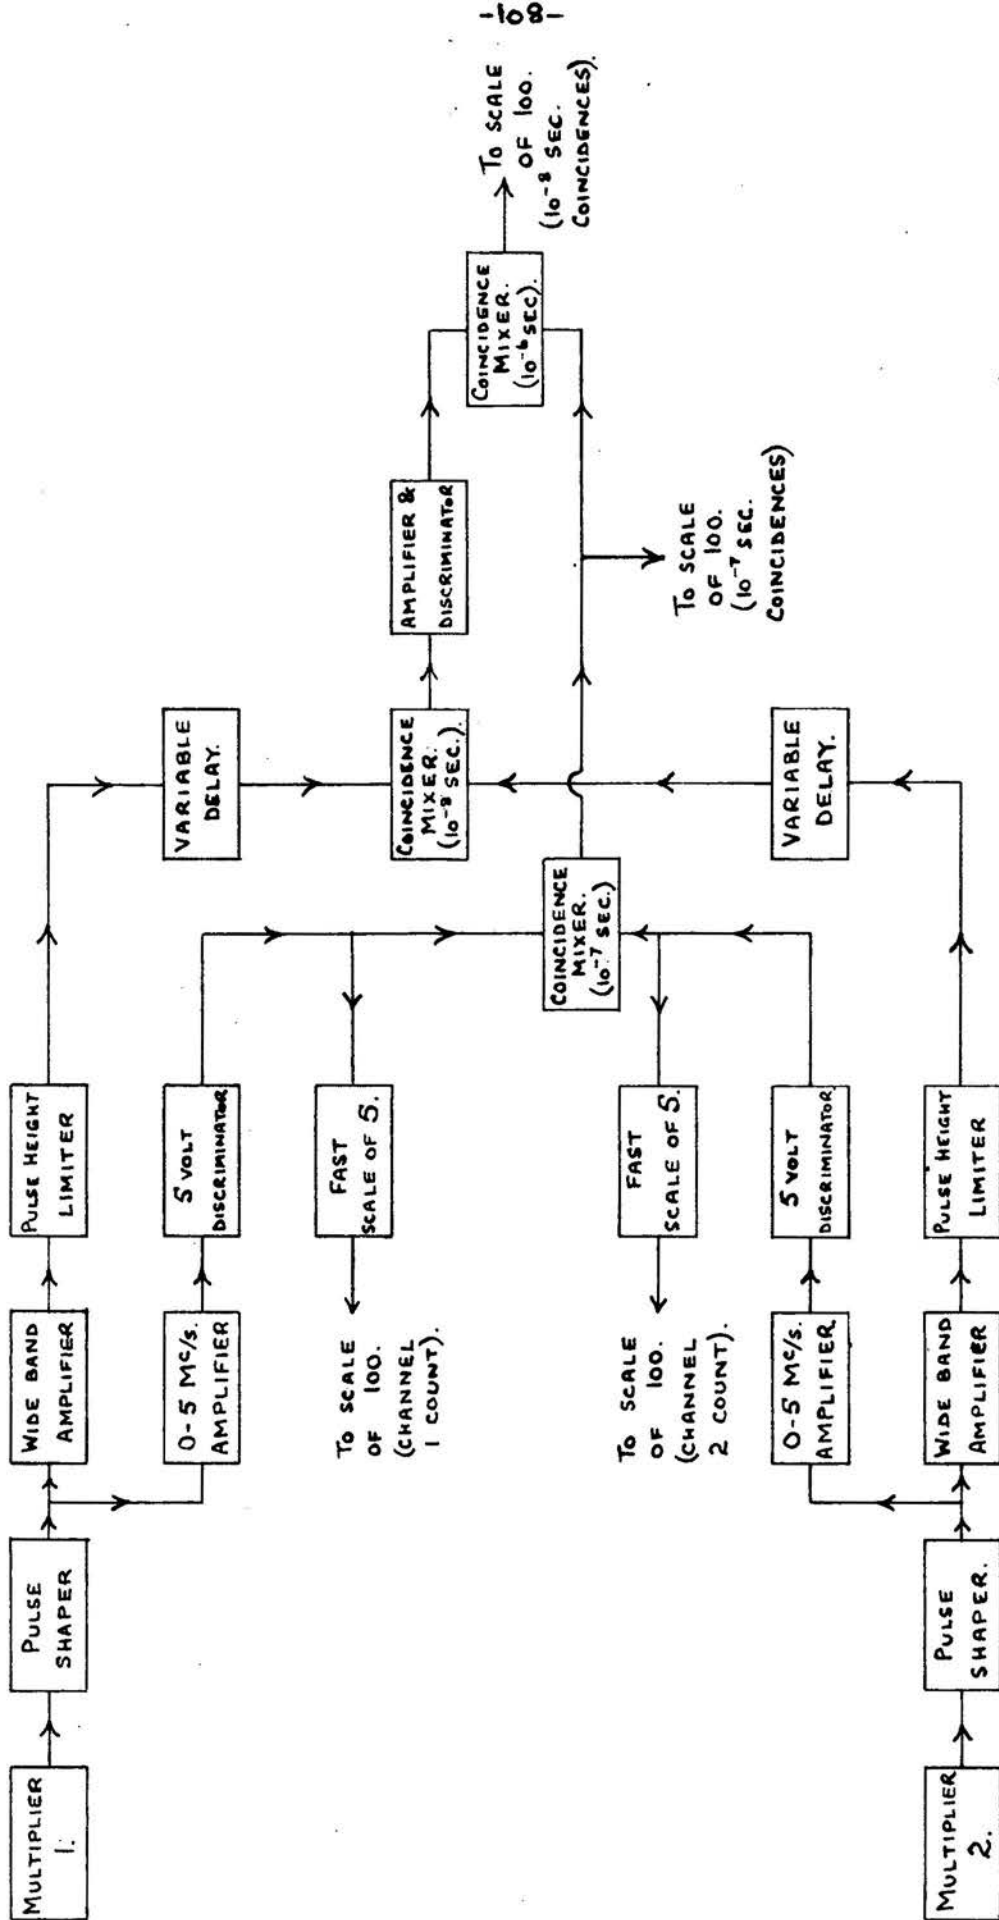 -108-
MULTIPLIER
1.
PULSE
SHAPER
WIDE BAND
AMPLIFIER
PULSE HEIGHT
LIMITER
VARIABLE
DELAY.
0-5 Mc/s.
AMPLIFIER
5 VOLT
DISCRIMINATOR
FAST
SCALE OF 5.
TO SCALE
OF 100.
(CHANNEL
1 COUNT).
COINCIDENCE
MIXER.
(10⁻⁸ SEC.).
AMPLIFIER &
DISCRIMINATOR
COINCIDENCE
MIXER.
(10⁻⁶ SEC).
TO SCALE
OF 100.
(10⁻⁸ SEC.
COINCIDENCES).
COINCIDENCE
MIXER.
(10⁻⁷ SEC.)
TO SCALE
OF 100.
(10⁻⁷ SEC.
COINCIDENCES)
TO SCALE
OF 100.
(CHANNEL
2 COUNT).
FAST
SCALE OF 5.
0-5 Mc/s.
AMPLIFIER
5 VOLT
DISCRIMINATOR
VARIABLE
DELAY.
MULTIPLIER
2.
PULSE
SHAPER.
WIDE BAND
AMPLIFIER
PULSE HEIGHT
LIMITER